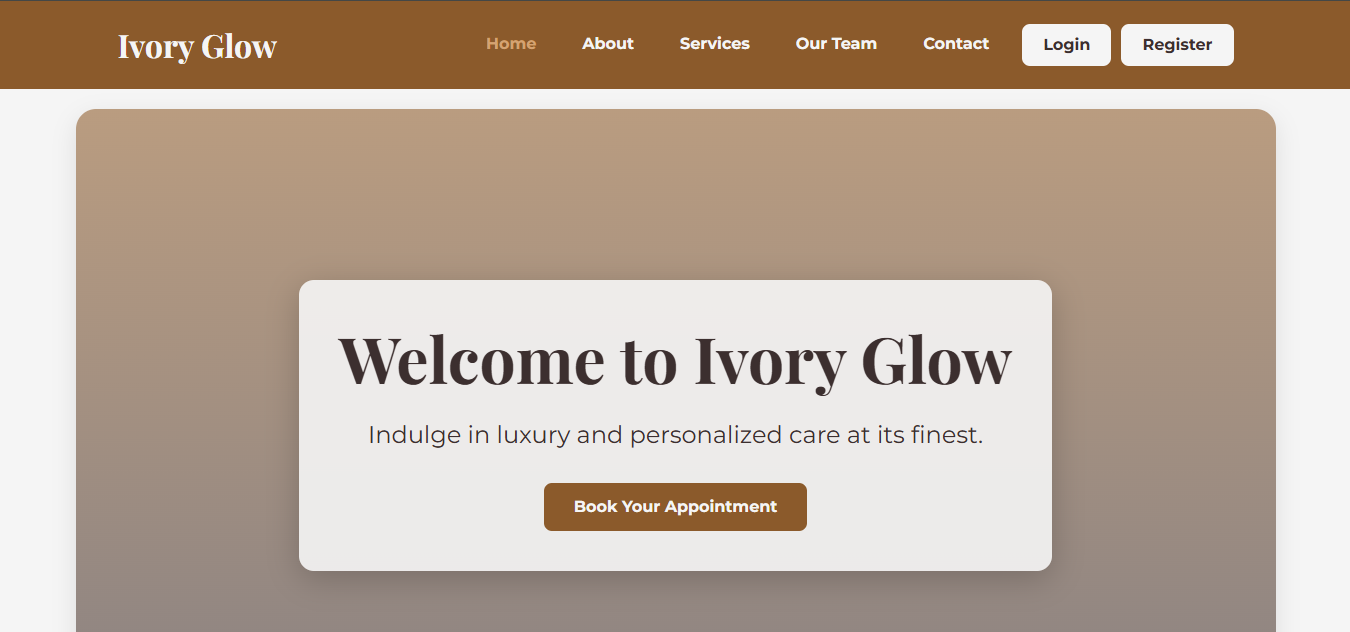 Ivory Glow Home About Services Our Team Contact Login Register
Welcome to Ivory Glow
Indulge in luxury and personalized care at its finest.
Book Your Appointment